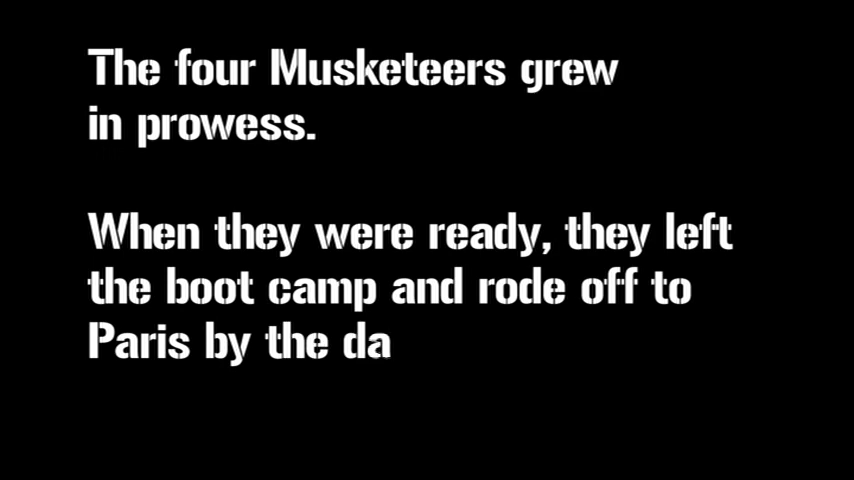 The four Musketeers grew
in prowess.
When they were ready, they left
the boot camp and rode off to
Paris by the da